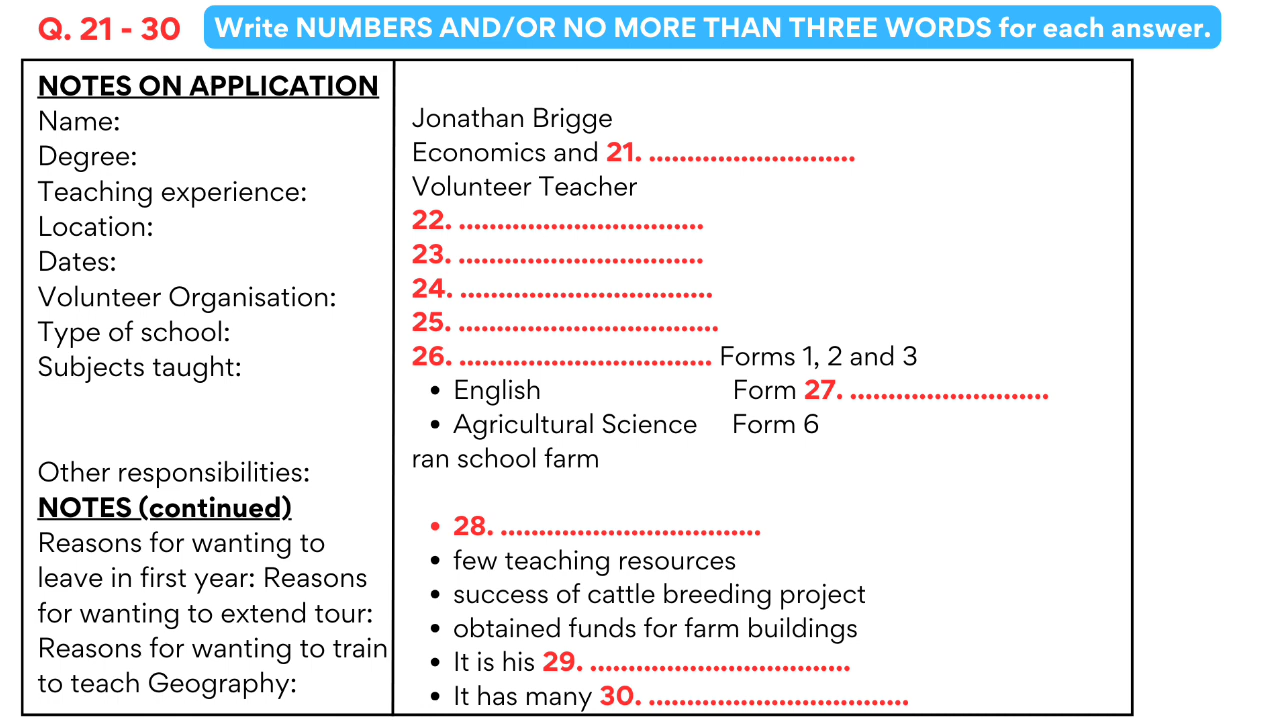 Q. 21 - 30 Write NUMBERS AND/OR NO MORE THAN THREE WORDS for each answer.
NOTES ON APPLICATION
Name:
Degree:
Teaching experience:
Location:
Dates:
Volunteer Organisation:
Type of school:
Subjects taught:
Other responsibilities:
NOTES (continued)
Reasons for wanting to
leave in first year: Reasons
for wanting to extend tour:
Reasons for wanting to train
to teach Geography:
Jonathan Brigge
Economics and 21. ...........................
Volunteer Teacher
22. ................................
23. ................................
24. .................................
25. ..................................
26. ................................. Forms 1, 2 and 3
• English Form 27. ..........................
• Agricultural Science Form 6
ran school farm
• 28. ..................................
• few teaching resources
• success of cattle breeding project
• obtained funds for farm buildings
• It is his 29. ..................................
• It has many 30. ..................................